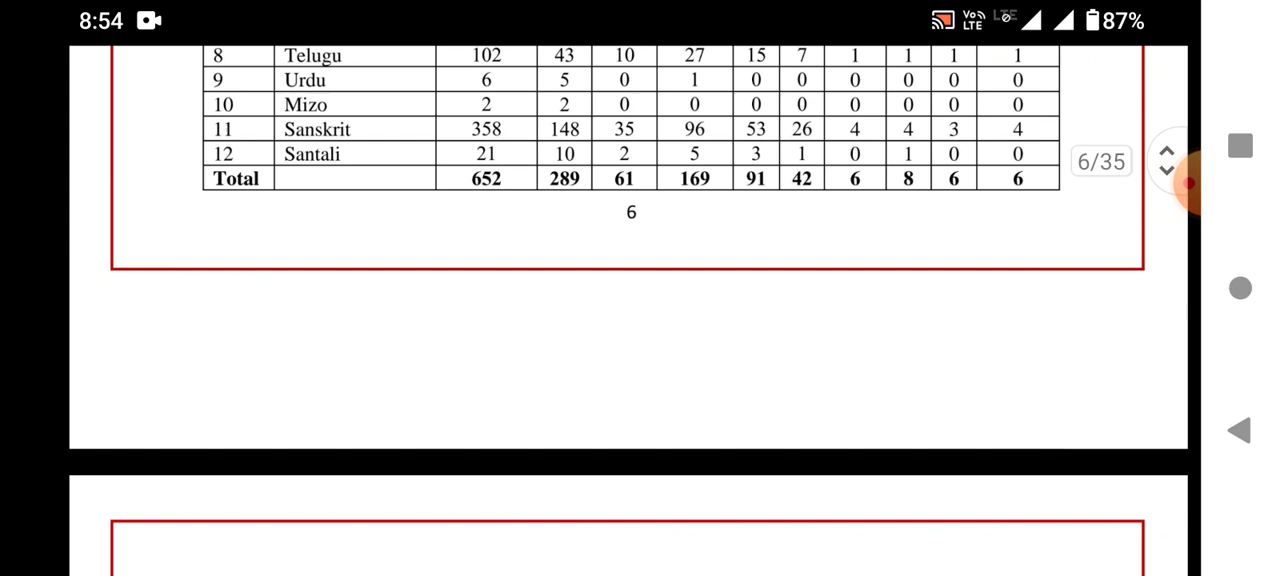 8:54 Vo LTE LTE 87%
8 Telugu 102 43 10 27 15 7 1 1 1 1
9 Urdu 6 5 0 1 0 0 0 0 0 0
10 Mizo 2 2 0 0 0 0 0 0 0 0
11 Sanskrit 358 148 35 96 53 26 4 4 3 4
12 Santali 21 10 2 5 3 1 0 1 0 0
Total 652 289 61 169 91 42 6 8 6 6
6/35
6